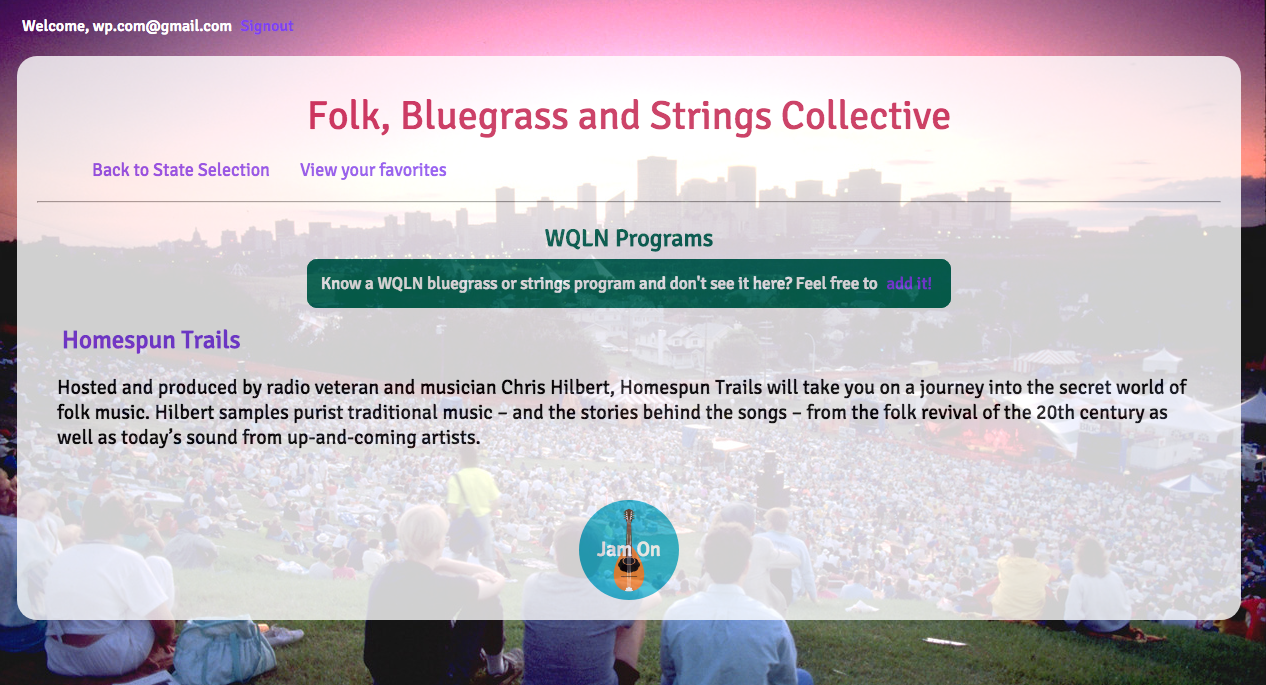 Welcome, wp.com@gmail.com Signout
Folk, Bluegrass and Strings Collective
Back to State Selection View your favorites
WQLN Programs
Know a WQLN bluegrass or strings program and don't see it here? Feel free to add it!
Homespun Trails
Hosted and produced by radio veteran and musician Chris Hilbert, Homespun Trails will take you on a journey into the secret world of
folk music. Hilbert samples purist traditional music – and the stories behind the songs – from the folk revival of the 20th century as
well as today’s sound from up-and-coming artists.
Jam On